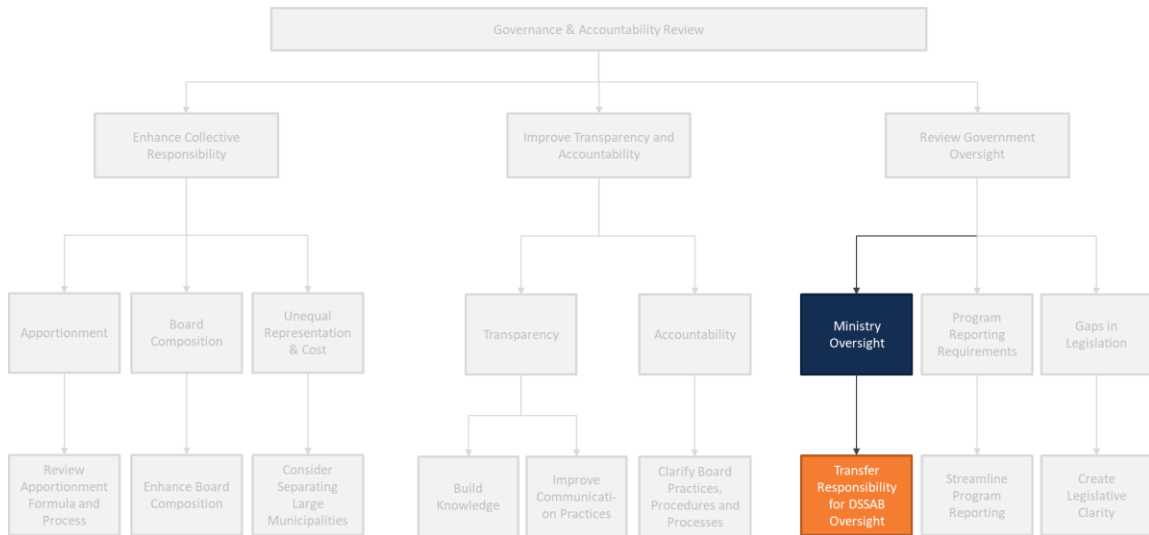 Governance & Accountability Review
Enhance Collective
Responsibility
Improve Transparency and
Accountability
Review Government
Oversight
Apportionment
Board
Composition
Unequal
Representation
& Cost
Transparency
Accountability
Ministry
Oversight
Program
Reporting
Requirements
Gaps in
Legislation
Review
Apportionment
Formula and
Process
Enhance Board
Composition
Consider
Separating
Large
Municipalities
Build
Knowledge
Improve
Communicati-
on Practices
Clarify Board
Practices,
Procedures and
Processes
Transfer
Responsibility
for DSSAB
Oversight
Streamline
Program
Reporting
Create
Legislative
Clarity